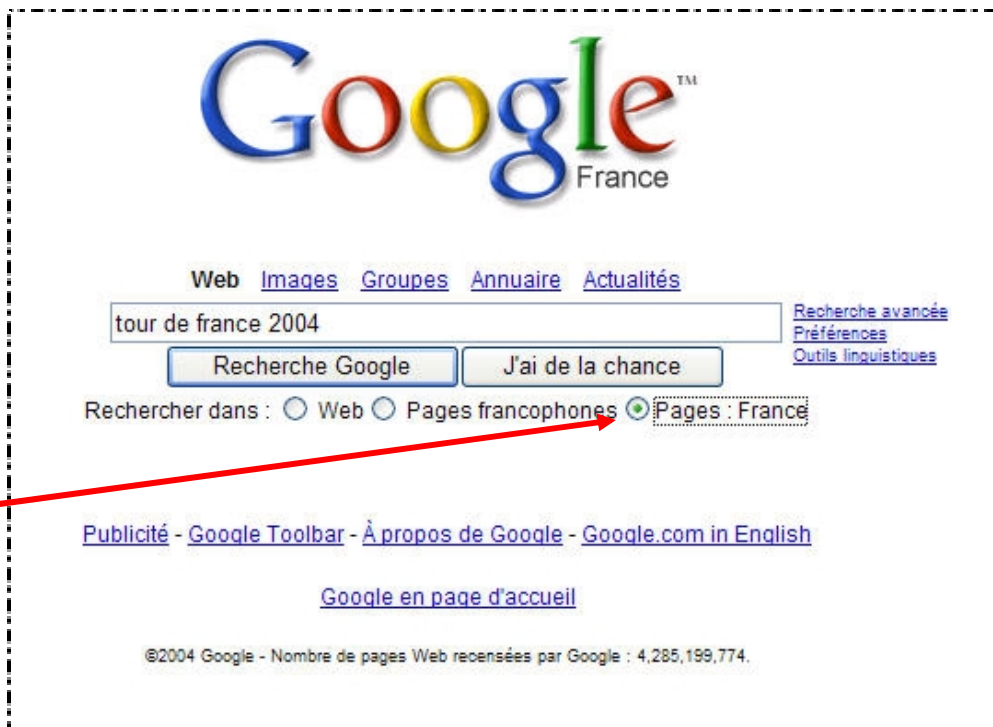 Google™
France
Web Images Groupes Annuaire Actualités
tour de france 2004
Recherche avancée
Préférences
Outils linguistiques
Recherche Google J'ai de la chance
Rechercher dans : Web Pages francophones Pages : France
Publicité - Google Toolbar - À propos de Google - Google.com in English
Google en page d'accueil
©2004 Google - Nombre de pages Web recensées par Google : 4,285,199,774.